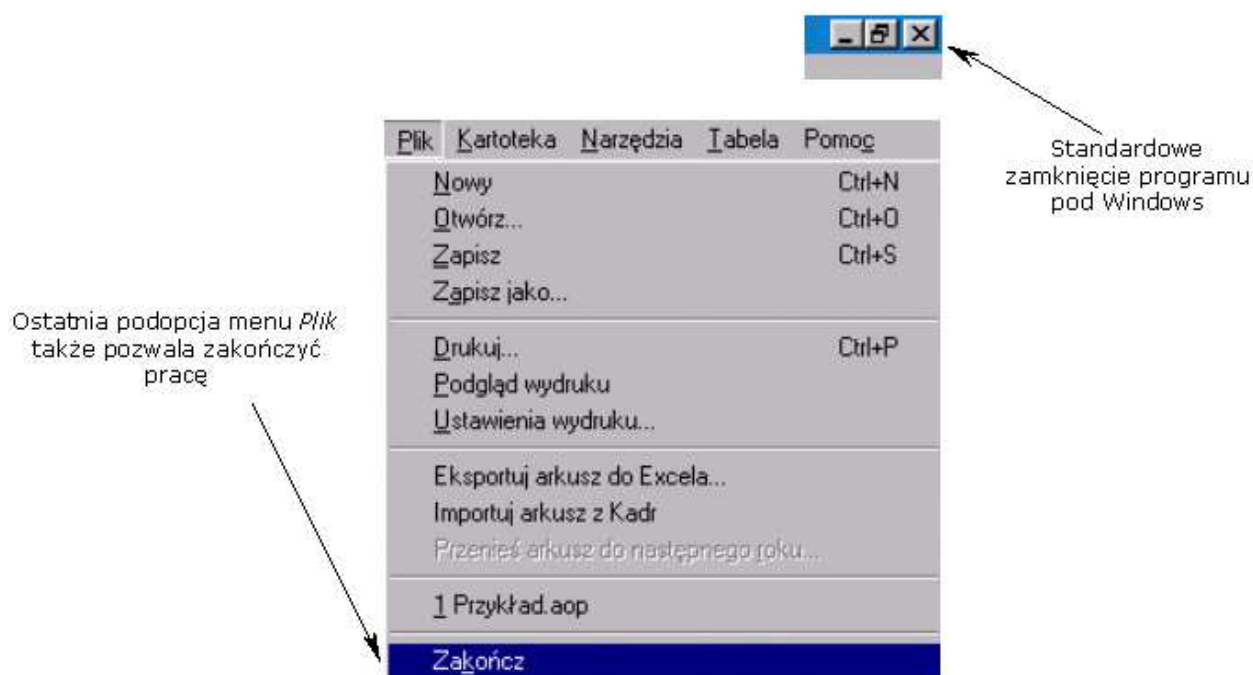 Plik Kartoteka Narzędzia Tabela Pomoc
Standardowe
zamknięcie programu
pod Windows
Nowy Ctrl+N
Otwórz... Ctrl+O
Zapisz Ctrl+S
Zapisz jako...
Ostatnia podopcja menu Plik
także pozwala zakończyć
pracę
Drukuj... Ctrl+P
Podgląd wydruku
Ustawienia wydruku...
Eksportuj arkusz do Excela...
Importuj arkusz z Kadr
Przenieś arkusz do następnego roku...
1 Przykład.aop
Zakończ